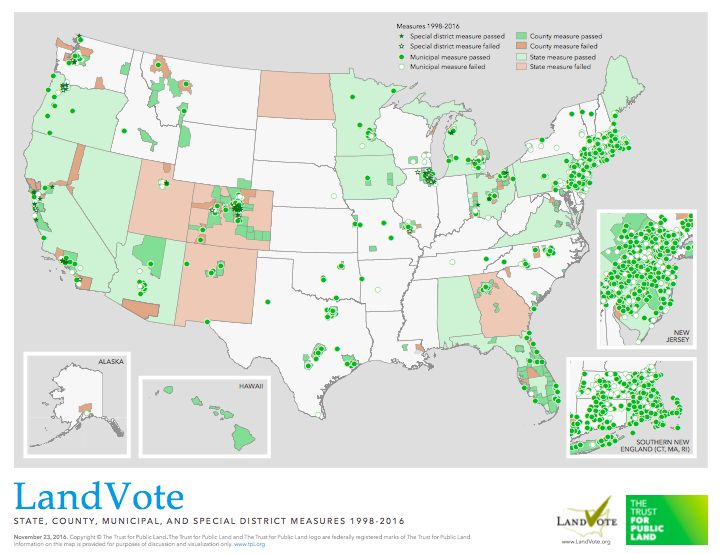 Measures 1998-2016
Special district measure passed
Special district measure failed
Municipal measure passed
Municipal measure failed
County measure passed
County measure failed
State measure passed
State measure failed
NEW
JERSEY
ALASKA
HAWAII
SOUTHERN NEW
ENGLAND (CT, MA, RI)
LandVote
STATE, COUNTY, MUNICIPAL, AND SPECIAL DISTRICT MEASURES 1998-2016
November 23, 2016. Copyright © The Trust for Public Land. The Trust for Public Land and The Trust for Public Land logo are federally registered marks of The Trust for Public Land.
Information on this map is provided for purposes of discussion and visualization only. www.tpl.org
LANDVOTE
www.LandVote.org
THE
TRUST
FOR
PUBLIC
LAND